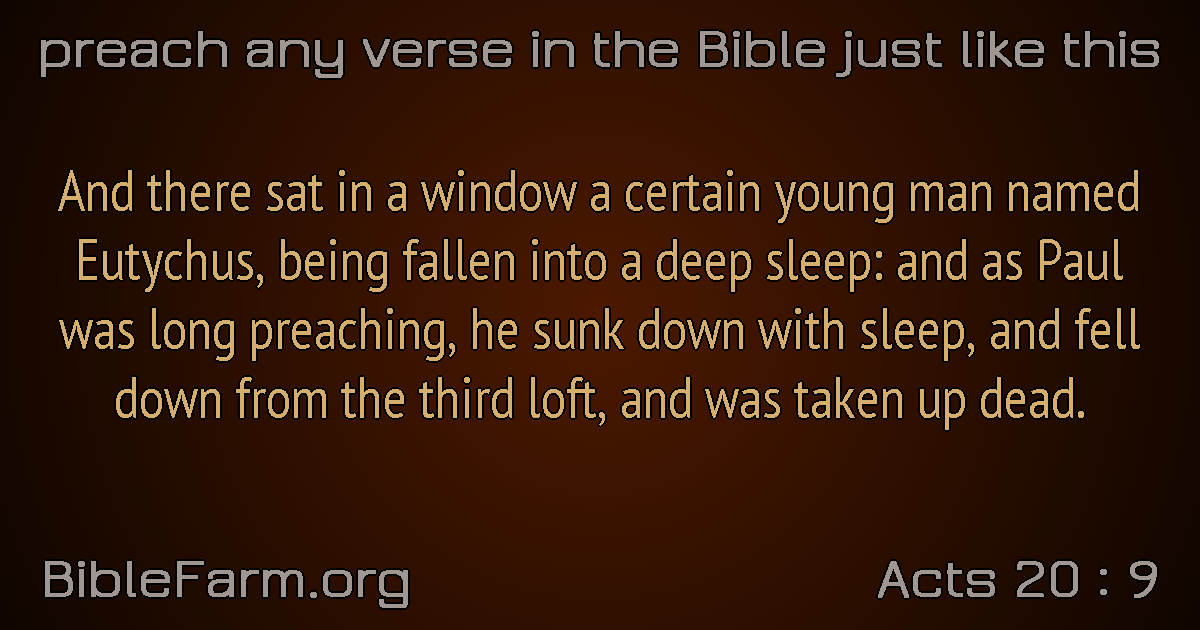 preach any verse in the Bible just like this
And there sat in a window a certain young man named
Eutychus, being fallen into a deep sleep: and as Paul
was long preaching, he sunk down with sleep, and fell
down from the third loft, and was taken up dead.
BibleFarm.org
Acts 20 : 9